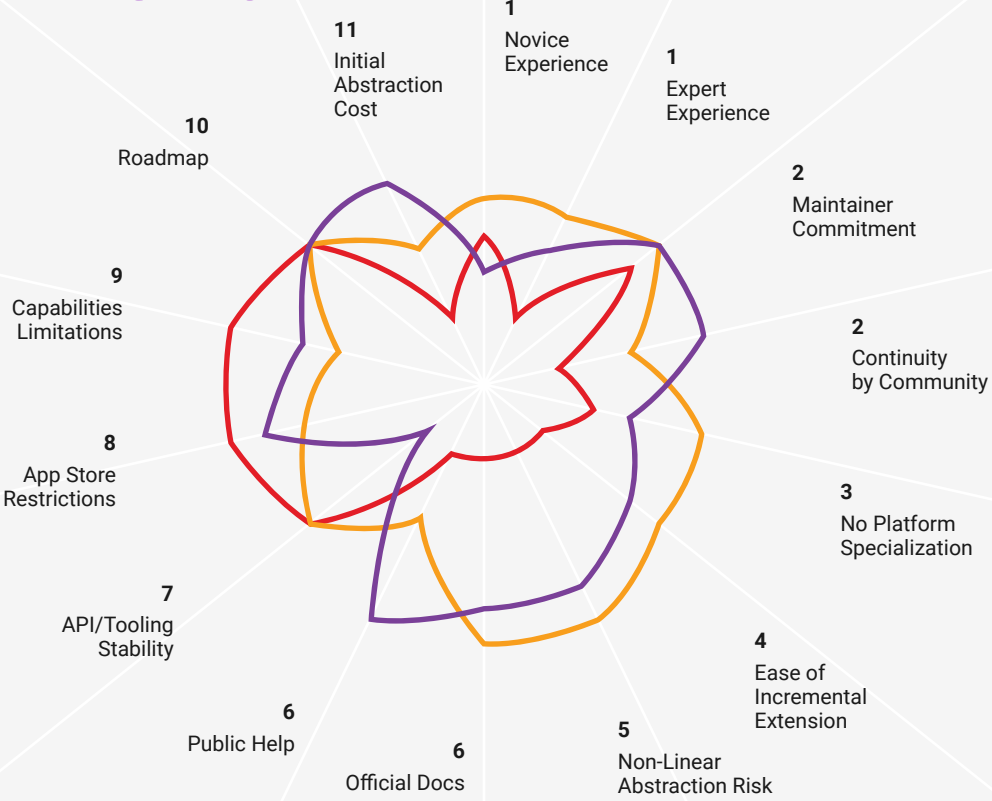 1
Novice
Experience
1
Expert
Experience
2
Maintainer
Commitment
2
Continuity
by Community
3
No Platform
Specialization
4
Ease of
Incremental
Extension
5
Non-Linear
Abstraction Risk
6
Official Docs
6
Public Help
7
API/Tooling
Stability
8
App Store
Restrictions
9
Capabilities
Limitations
10
Roadmap
11
Initial
Abstraction
Cost